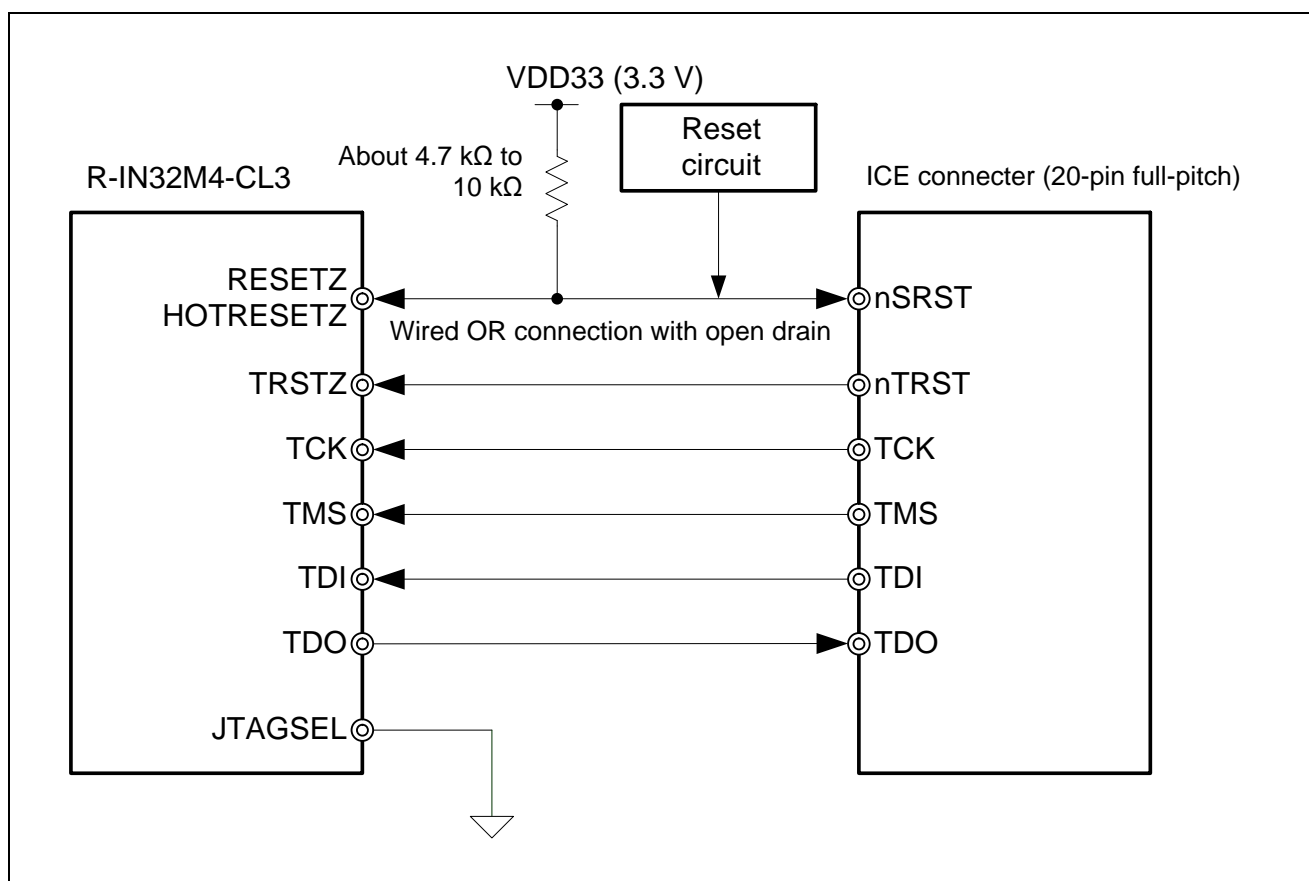 VDD33 (3.3 V)
Reset
circuit
About 4.7 kΩ to
10 kΩ
R-IN32M4-CL3
ICE connecter (20-pin full-pitch)
RESETZ
HOTRESETZ
nSRST
Wired OR connection with open drain
TRSTZ
nTRST
TCK
TCK
TMS
TMS
TDI
TDI
TDO
TDO
JTAGSEL